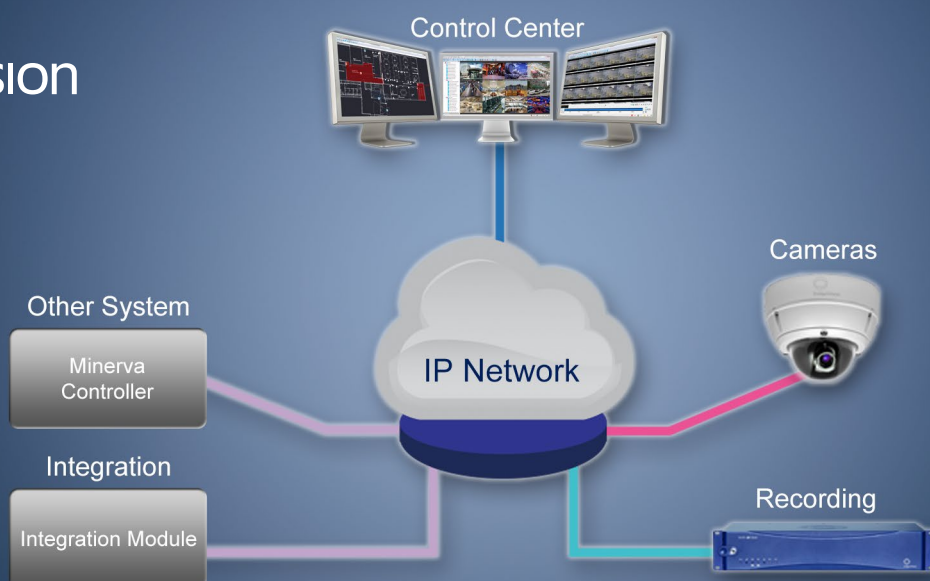 Control Center
sion
Cameras
Other System
Minerva
Controller
IP Network
Integration
Recording
Integration Module